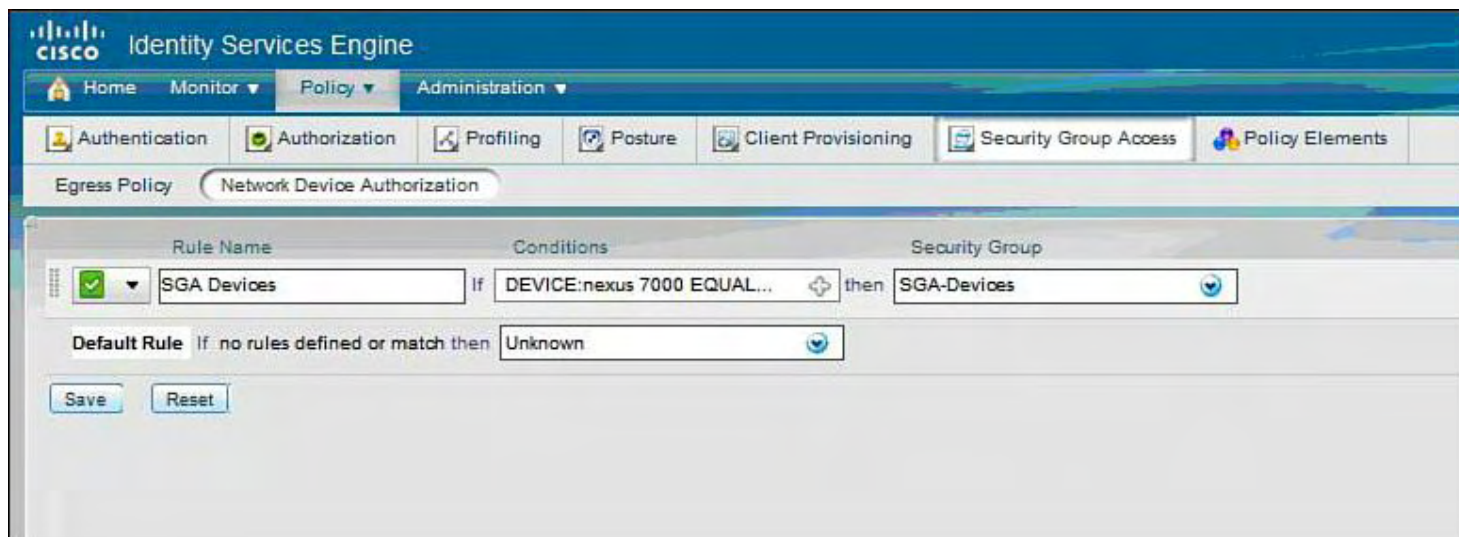 cisco Identity Services Engine
Home Monitor Policy Administration
Authentication Authorization Profiling Posture Client Provisioning Security Group Access Policy Elements
Egress Policy Network Device Authorization
Rule Name Conditions Security Group
SGA Devices If DEVICE:nexus 7000 EQUAL... then SGA-Devices
Default Rule If no rules defined or match then Unknown
Save Reset